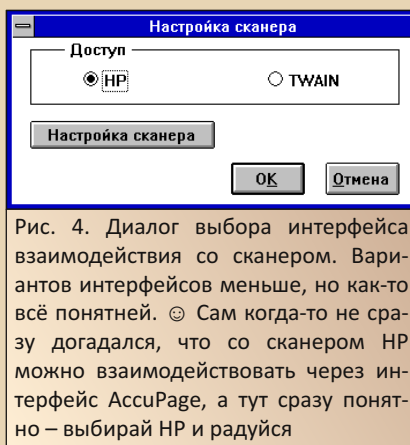 Настройка сканера
Доступ
HP
TWAIN
Настройка сканера
OK
Отмена
Рис. 4. Диалог выбора интерфейса
взаимодействия со сканером. Вари-
антов интерфейсов меньше, но как-то
всё понятней. ☺ Сам когда-то не сра-
зу догадался, что со сканером HP
можно взаимодействовать через ин-
терфейс AccuPage, а тут сразу понят-
но – выбирай HP и радуйся